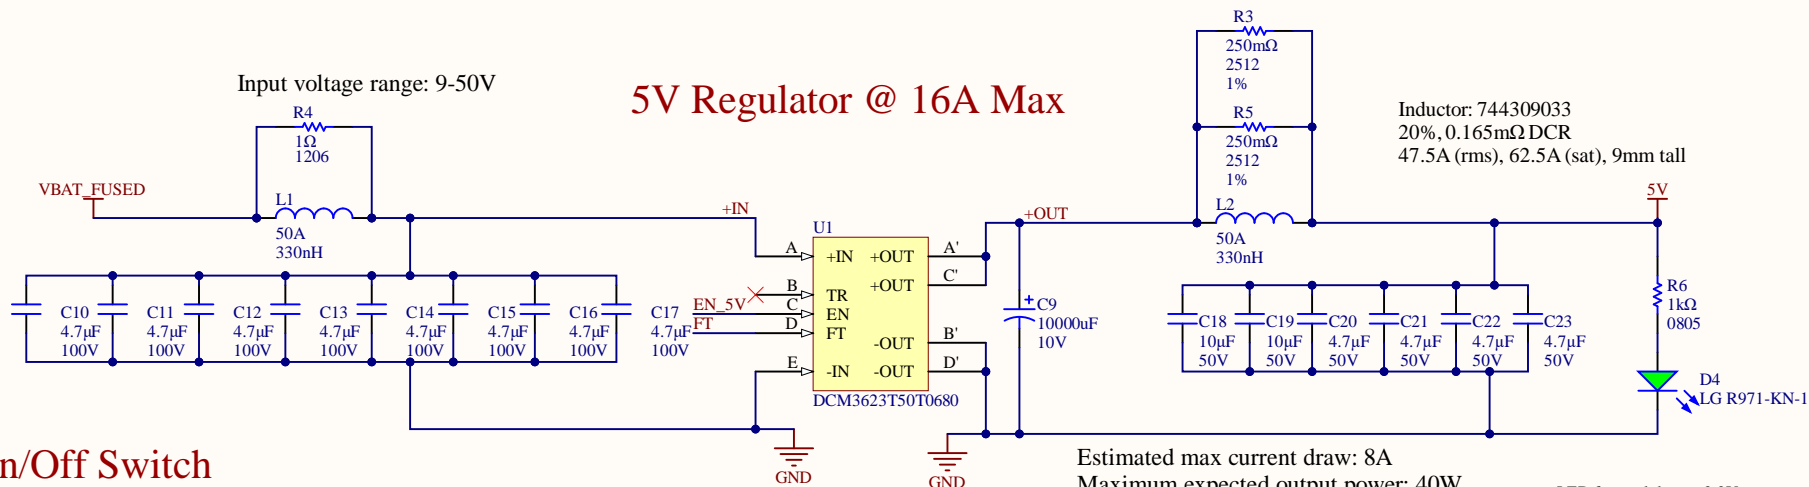 Input voltage range: 9-50V
5V Regulator @ 16A Max
R3
250mΩ
2512
1%
R4
1Ω
1206
R5
250mΩ
2512
1%
Inductor: 744309033
20%, 0.165mΩ DCR
47.5A (rms), 62.5A (sat), 9mm tall
VBAT_FUSED
L1
50A
330nH
+IN
U1
A
B
C
D
E
+IN
TR
EN
FT
-IN
+OUT
+OUT
-OUT
-OUT
A'
C'
B'
D'
DCM3623T50T0680
EN_5V
FT
+OUT
L2
50A
330nH
5V
C10
4.7µF
100V
C11
4.7µF
100V
C12
4.7µF
100V
C13
4.7µF
100V
C14
4.7µF
100V
C15
4.7µF
100V
C16
4.7µF
100V
C17
4.7µF
100V
+
C9
10000uF
10V
C18
10µF
50V
C19
10µF
50V
C20
4.7µF
50V
C21
4.7µF
50V
C22
4.7µF
50V
C23
4.7µF
50V
R6
1kΩ
0805
D4
LG R971-KN-1
GND
GND
n/Off Switch
Estimated max current draw: 8A
Maximum expected output power: 40W